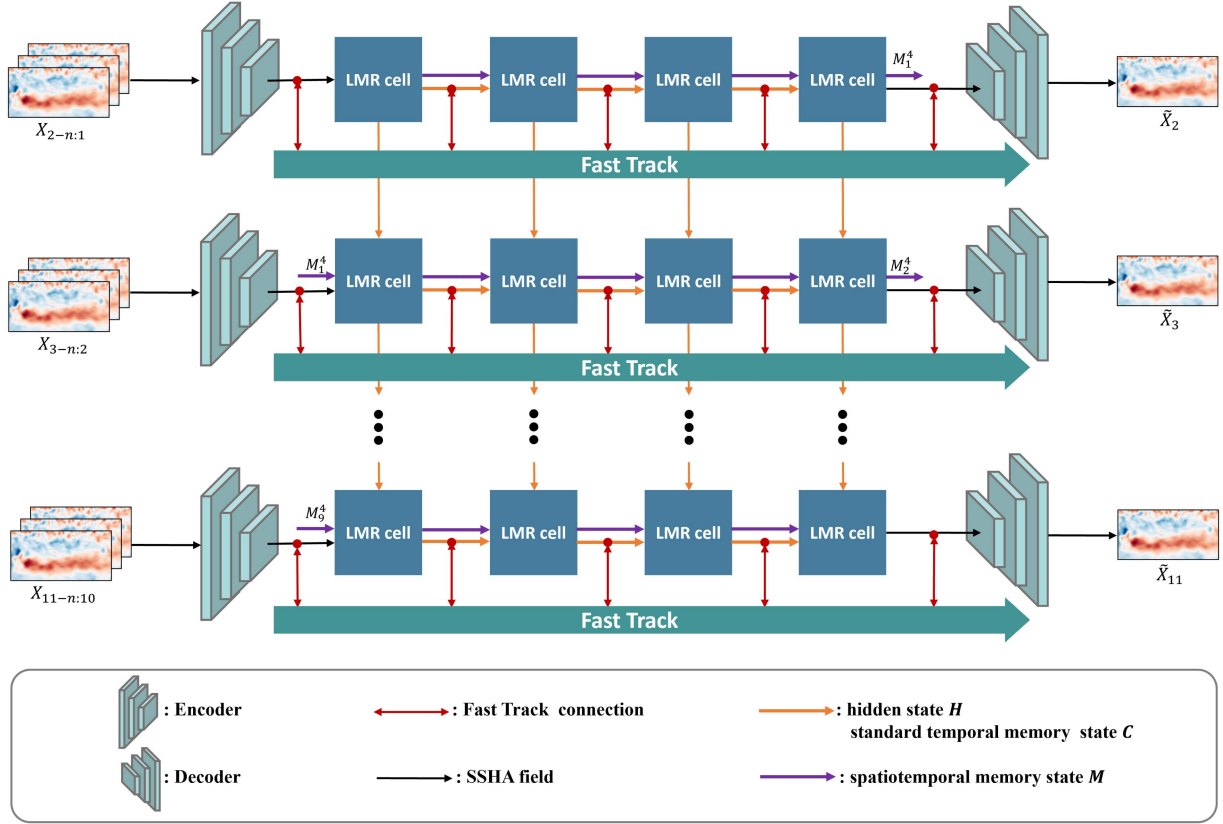 LMR cell LMR cell LMR cell LMR cell $M_1^4$
$X_{2-n:1}$ $\tilde{X}_2$
Fast Track
$M_1^4$ LMR cell LMR cell LMR cell LMR cell $M_2^4$
$X_{3-n:2}$ $\tilde{X}_3$
Fast Track
$M_9^4$ LMR cell LMR cell LMR cell LMR cell
$X_{11-n:10}$ $\tilde{X}_{11}$
Fast Track
: Encoder : Fast Track connection : hidden state H
standard temporal memory state C
: Decoder : SSHA field : spatiotemporal memory state M